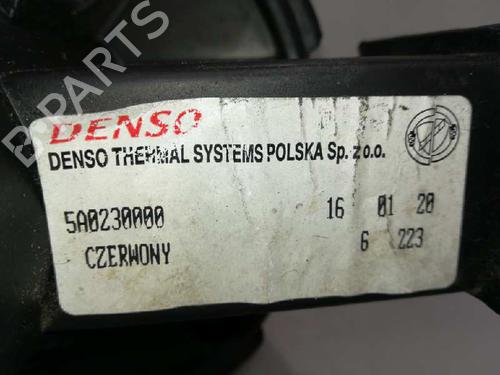 B-PARTS
DENSO
DENSO THERMAL SYSTEMS POLSKA Sp. z o.o.
5A0230000 16 01 20
CZERWONY 6 223